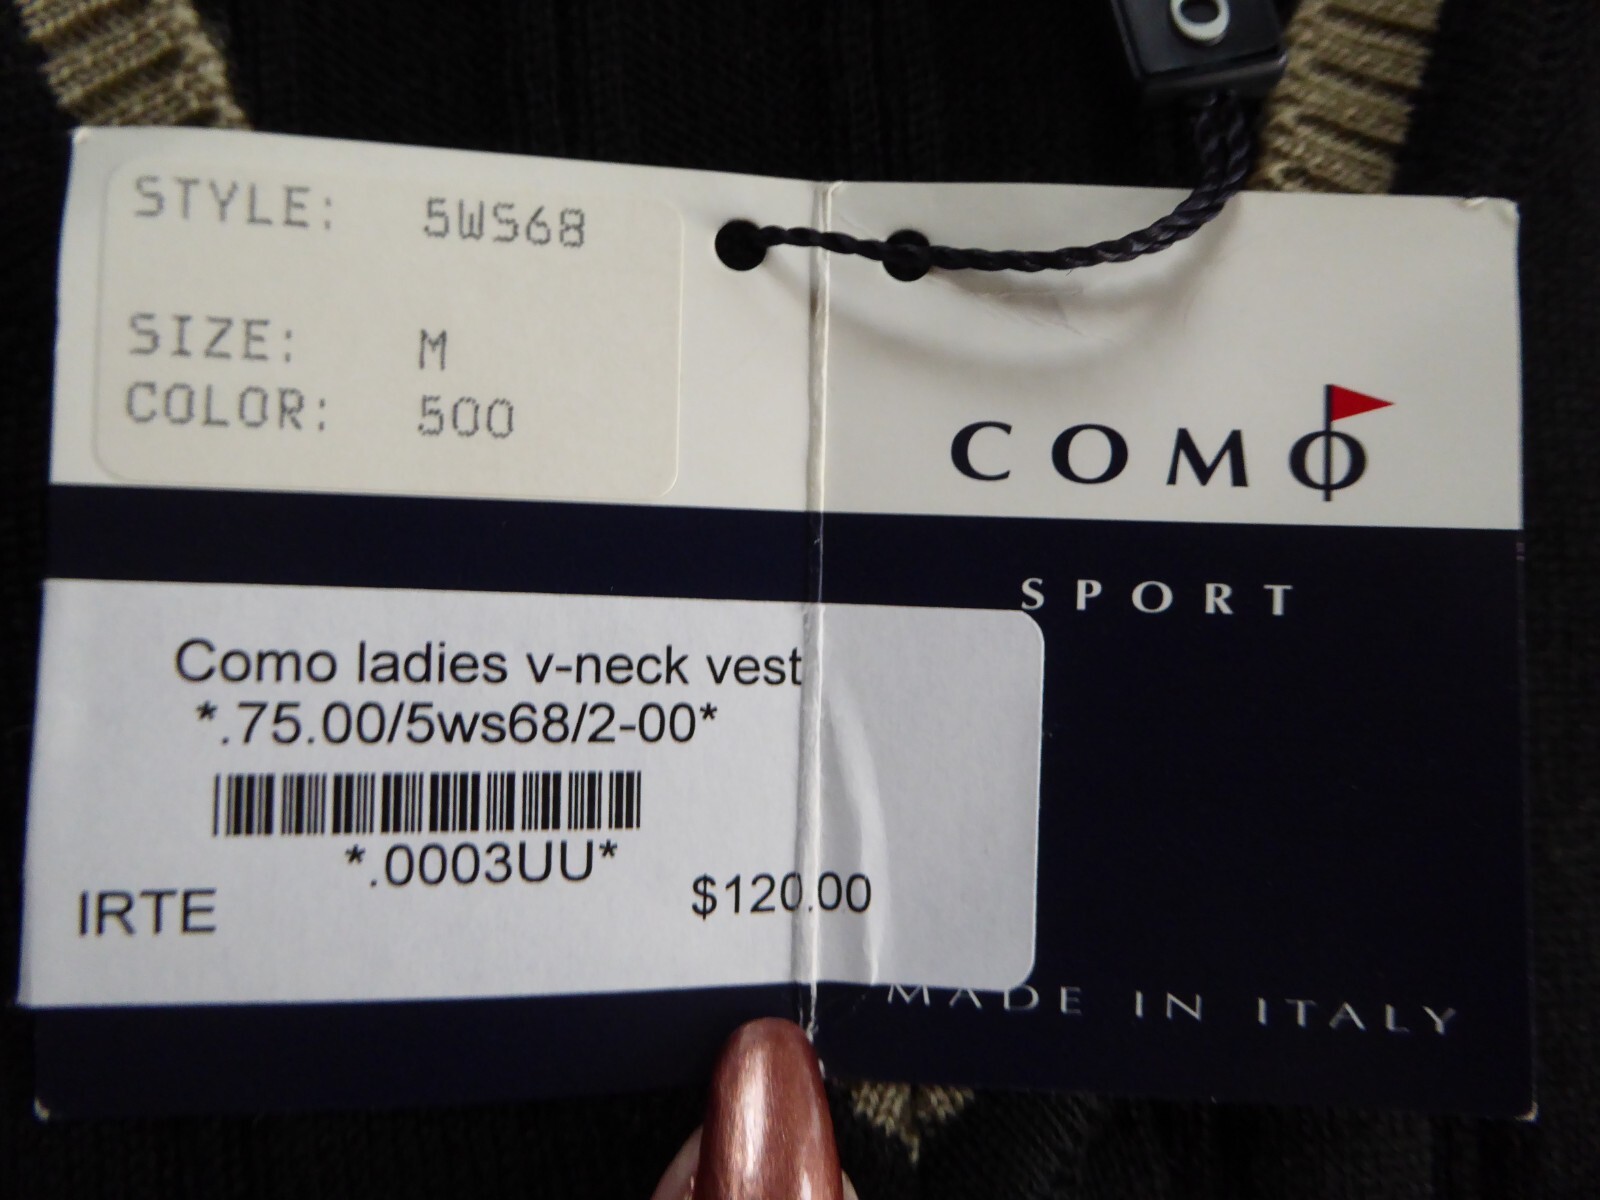 STYLE: 5WS68
SIZE: M
COLOR: 500
COMO
SPORT
Como ladies v-neck vest
*.75.00/5ws68/2-00*
*.0003UU*
IRTE $120.00
MADE IN ITALY
O